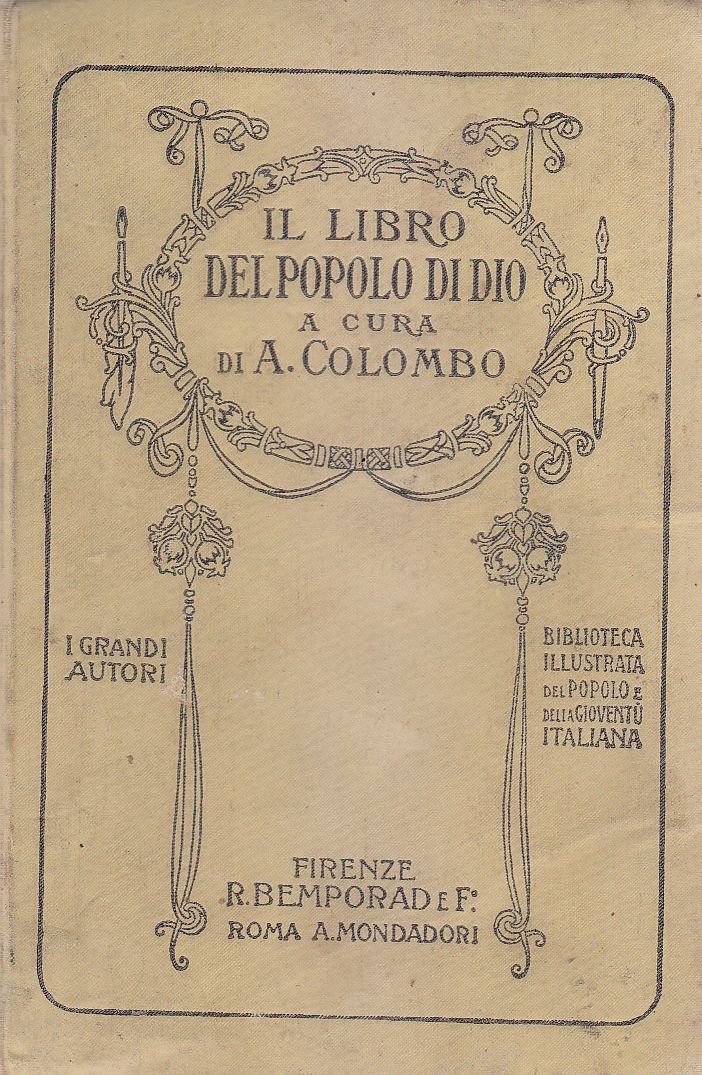 IL LIBRO
DEL POPOLO DI DIO
A CURA
DI A. COLOMBO
I GRANDI
AUTORI
BIBLIOTECA
ILLUSTRATA
DEL POPOLO E
DELLA GIOVENTÙ
ITALIANA
FIRENZE
R. BEMPORAD E F.º
ROMA A. MONDADORI